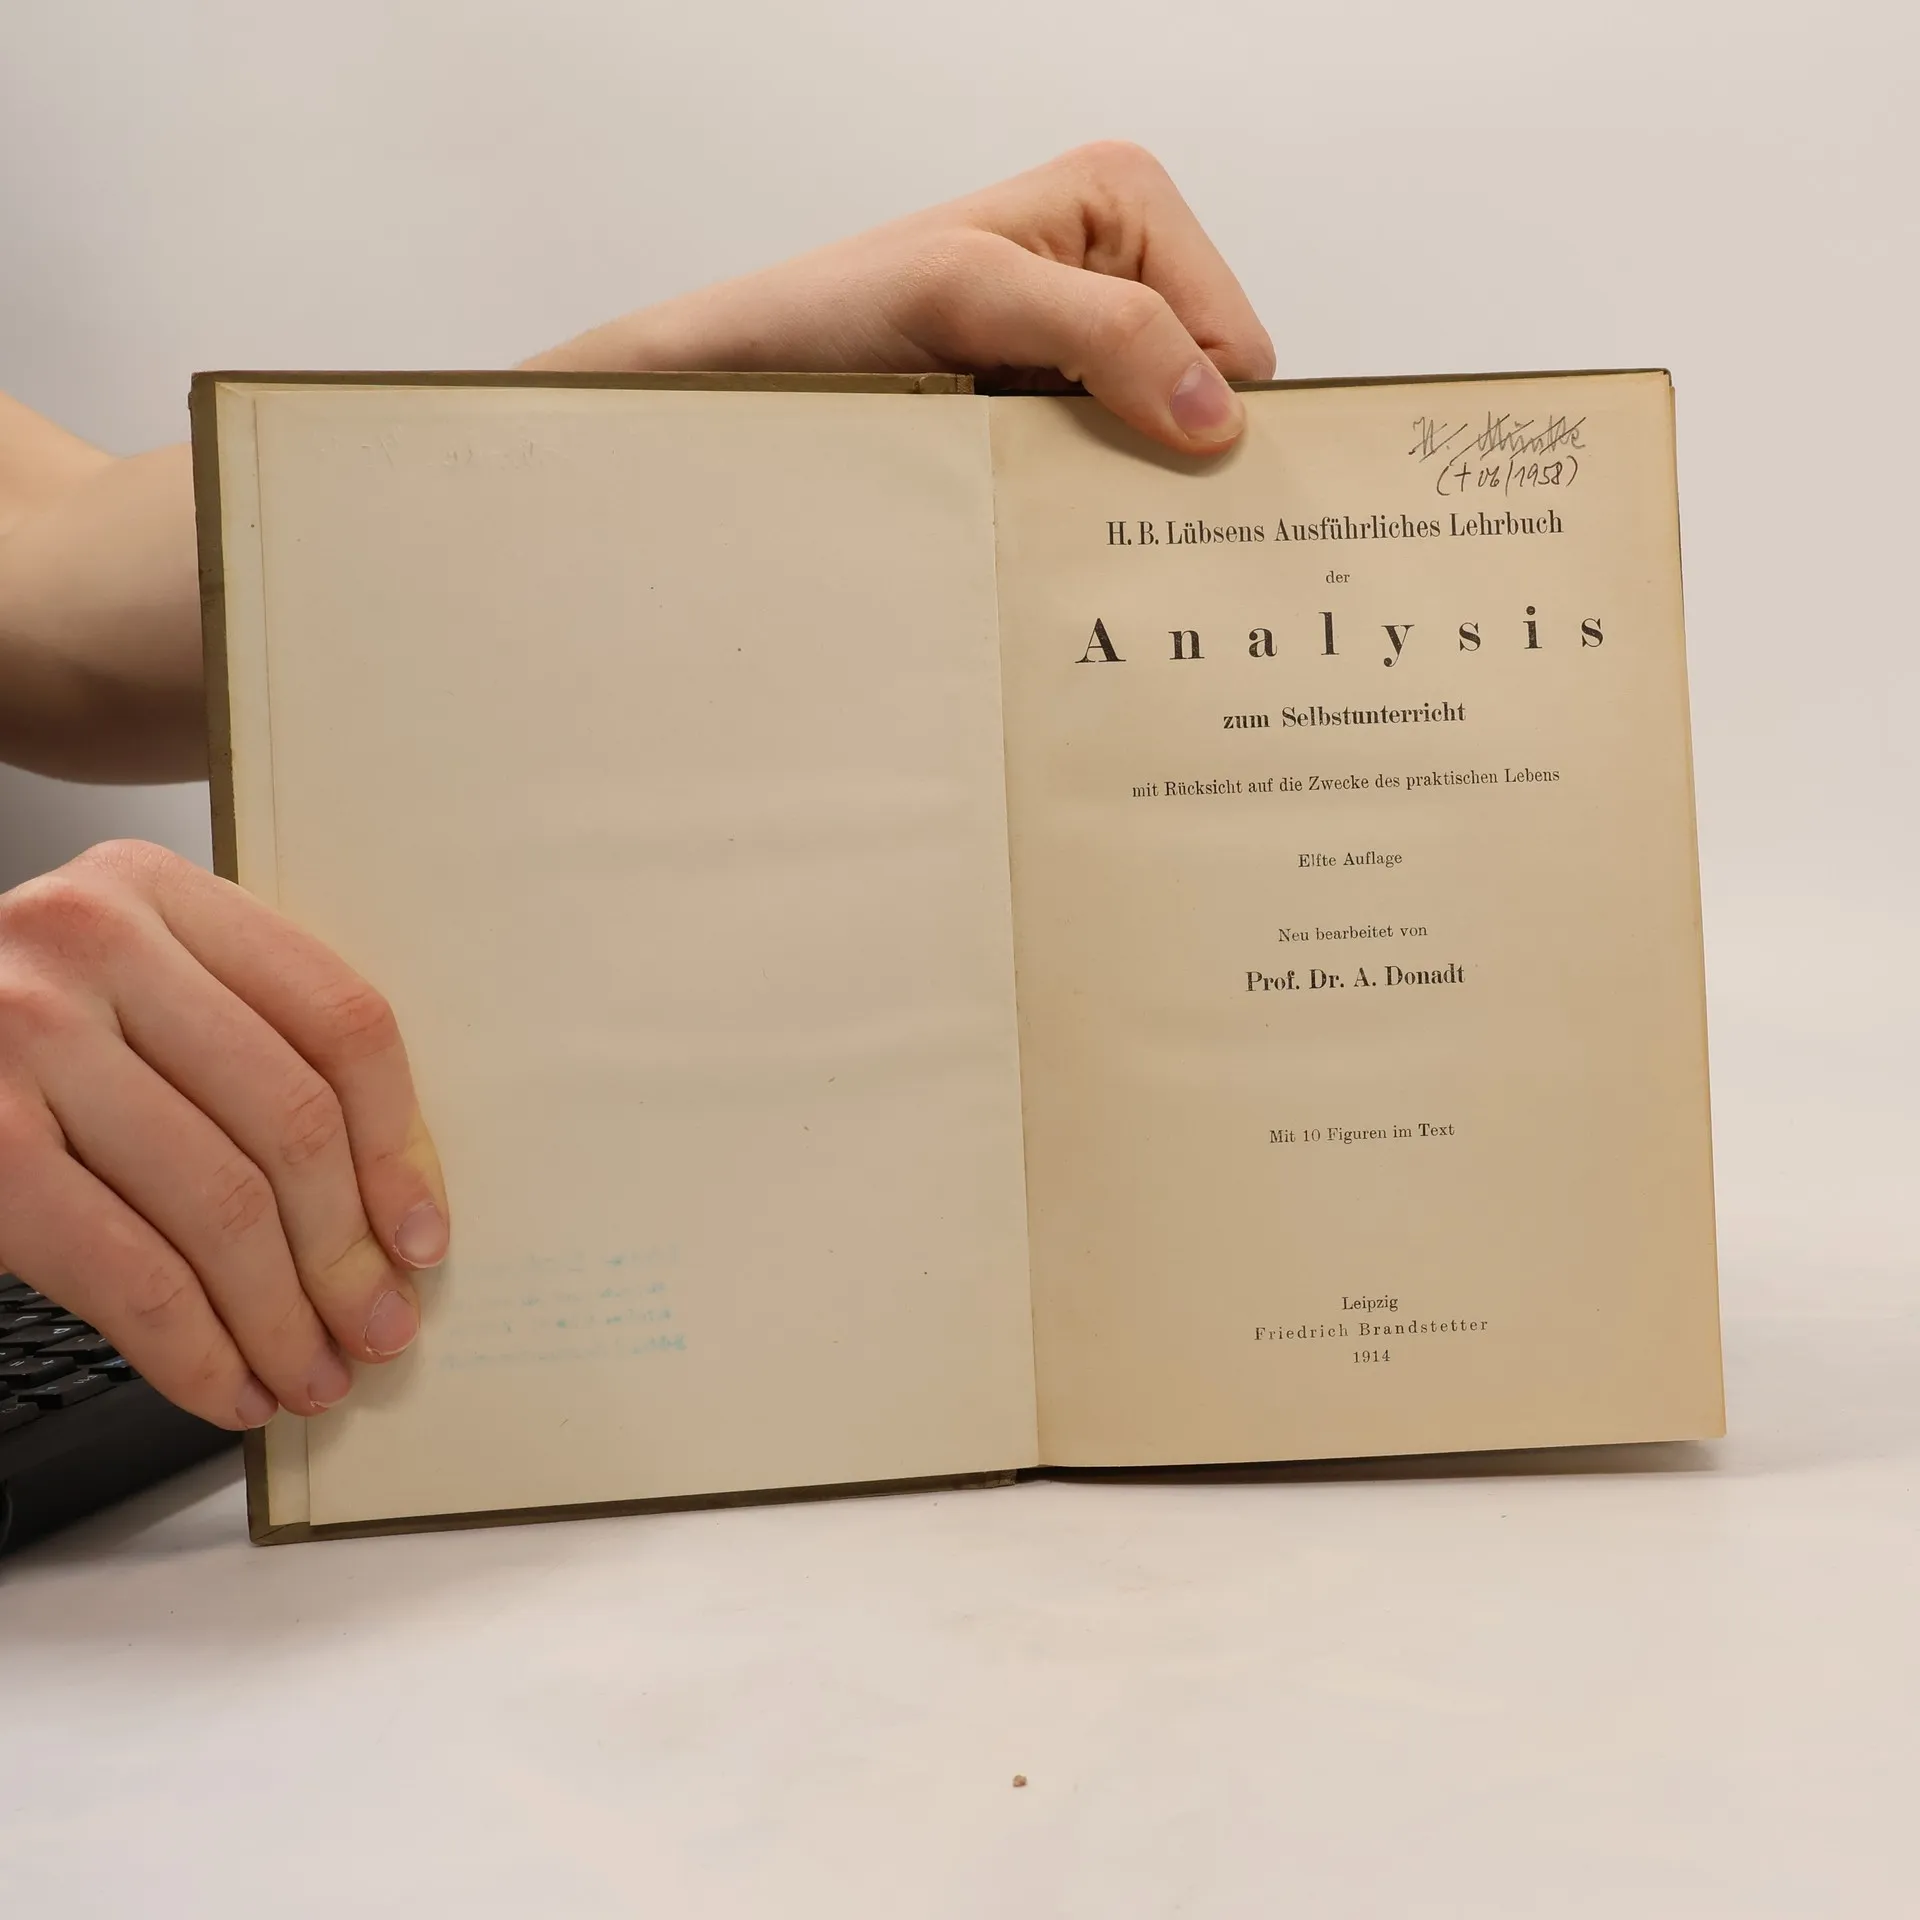 († 06/1958)
H. B. Lübsens Ausführliches Lehrbuch
der
Analysis
zum Selbstunterricht
mit Rücksicht auf die Zwecke des praktischen Lebens
Elfte Auflage
Neu bearbeitet von
Prof. Dr. A. Donadt
Mit 10 Figuren im Text
Leipzig
Friedrich Brandstetter
1914